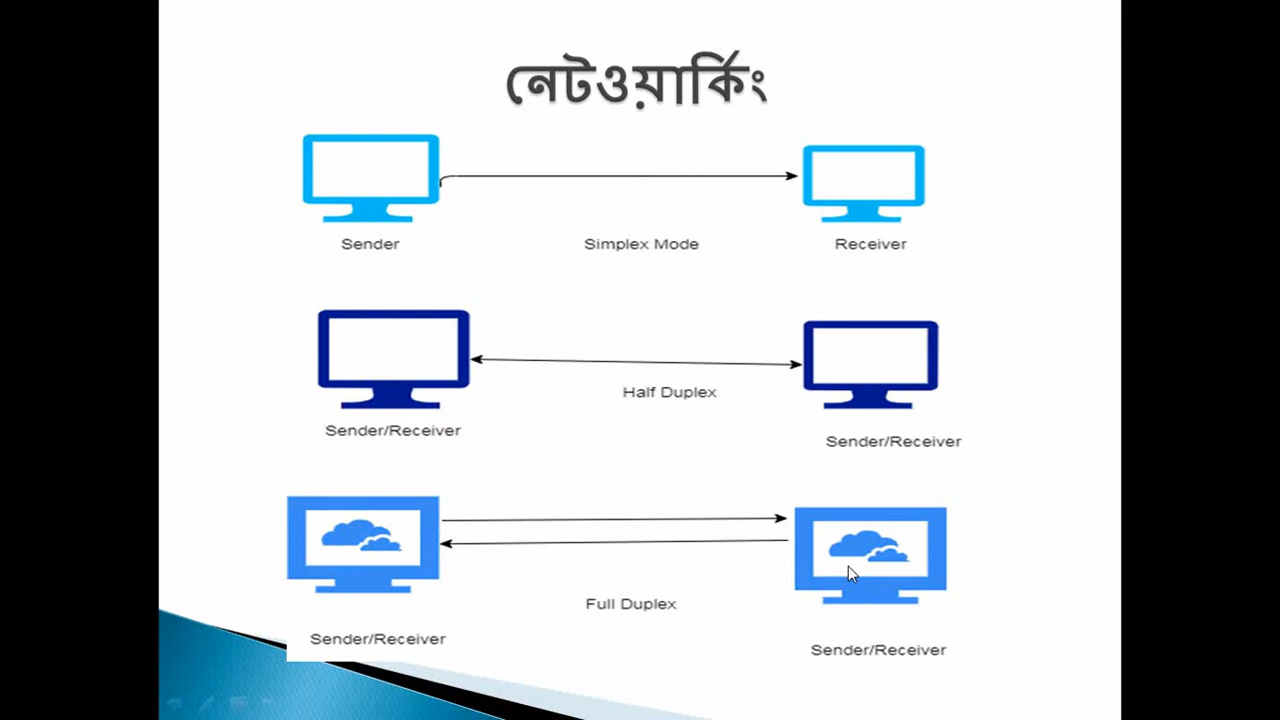 নেটওয়ার্কিং
Sender Simplex Mode Receiver
Half Duplex
Sender/Receiver Sender/Receiver
Full Duplex
Sender/Receiver Sender/Receiver